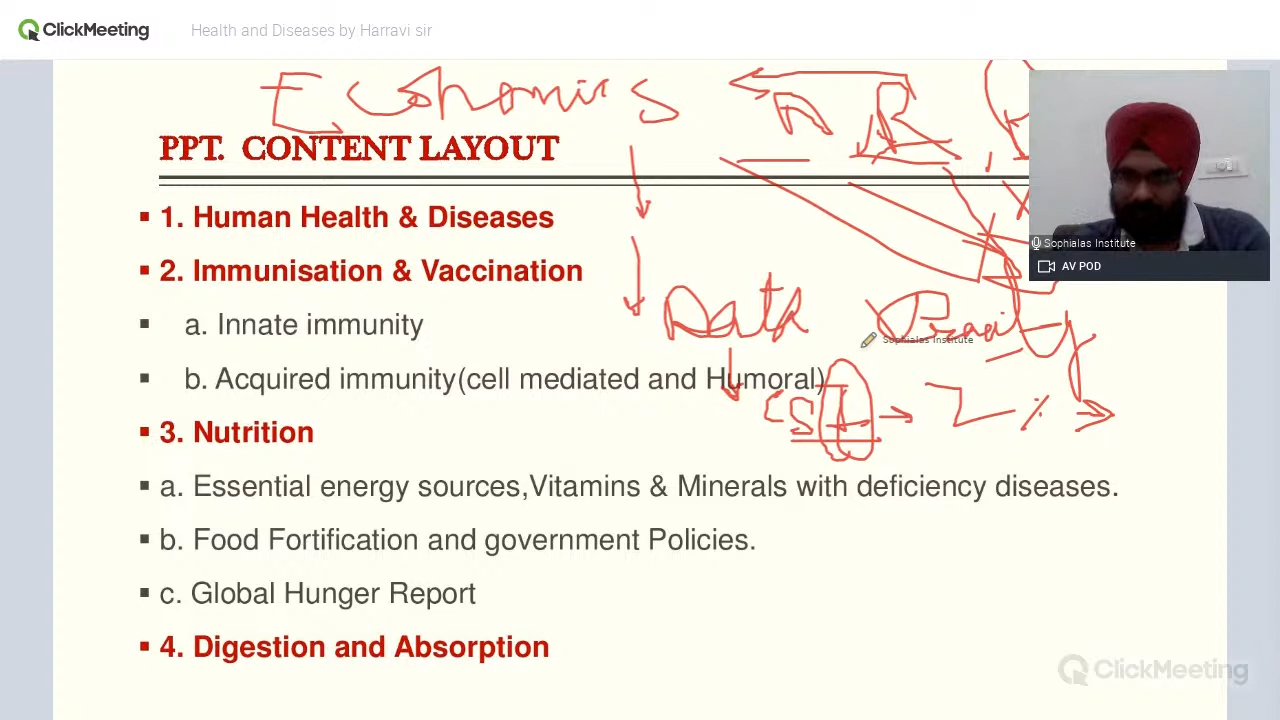 ClickMeeting Health and Diseases by Harravi sir
Economics
PPT. CONTENT LAYOUT
▪ 1. Human Health & Diseases
Sophialas Institute
▪ 2. Immunisation & Vaccination
AV POD
▪ a. Innate immunity
Data
Sophialas Institute
▪ b. Acquired immunity(cell mediated and Humoral)
▪ 3. Nutrition
▪ a. Essential energy sources,Vitamins & Minerals with deficiency diseases.
▪ b. Food Fortification and government Policies.
▪ c. Global Hunger Report
▪ 4. Digestion and Absorption
ClickMeeting